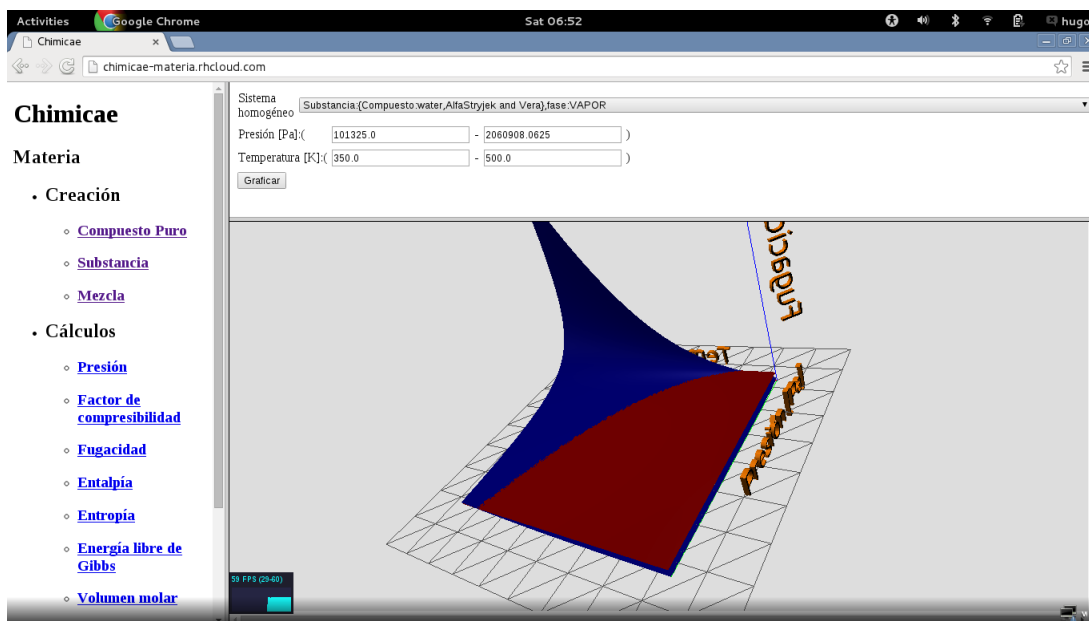 Activities Google Chrome Sat 06:52 hugo
Chimicae x
chimicae-materia.rhcloud.com
Chimicae
Materia
• Creación
Compuesto Puro
Substancia
Mezcla
• Cálculos
Presión
Factor de
compresibilidad
Fugacidad
Entalpía
Entropía
Energía libre de
Gibbs
Volumen molar
Sistema
homogéneo
Substancia:{Compuesto:water,AlfaStryjek and Vera},fase:VAPOR
Presión [Pa]:( 101325.0 - 2060908.0625 )
Temperatura [K]:( 350.0 - 500.0 )
Graficar
Fugacid
Tem
59 FPS (29-60)